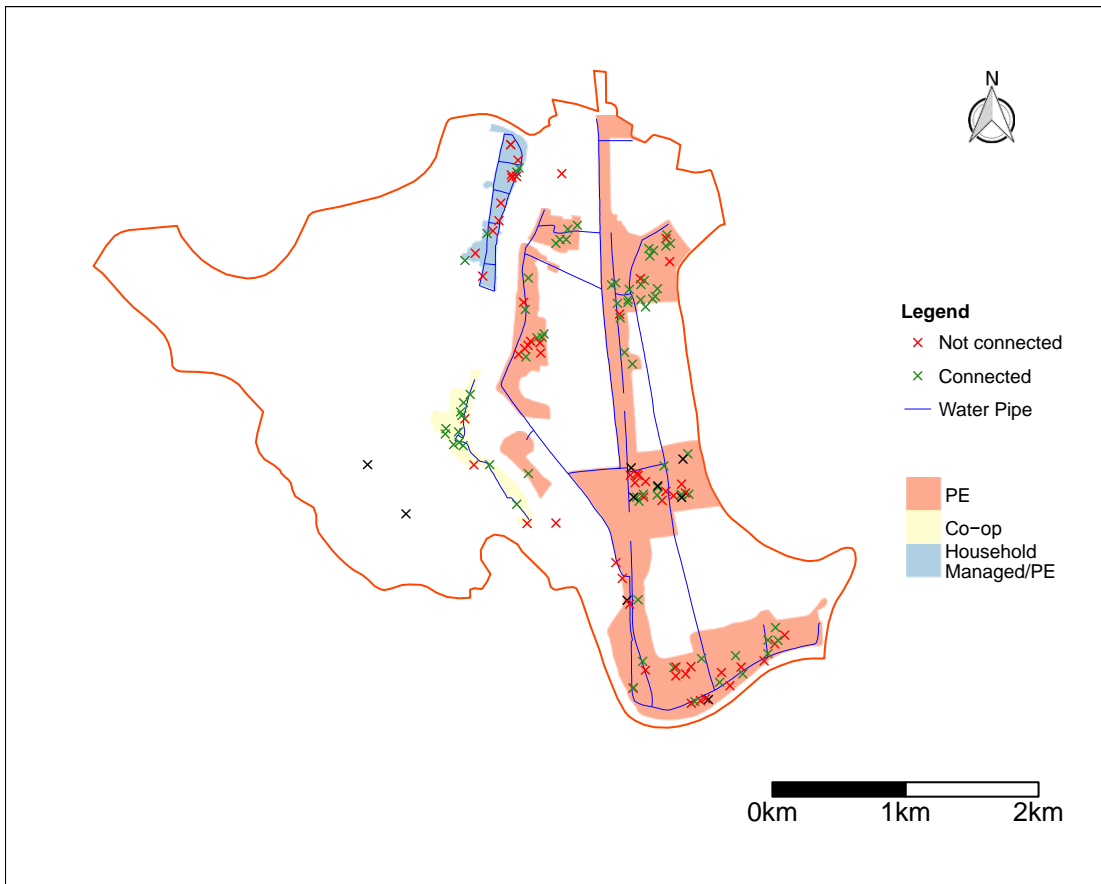 N
Legend
Not connected
Connected
Water Pipe
PE
Co−op
Household
Managed/PE
0km 1km 2km